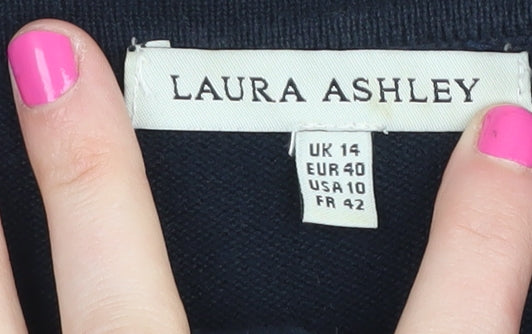 LAURA ASHLEY
UK 14
EUR 40
USA 10
FR 42